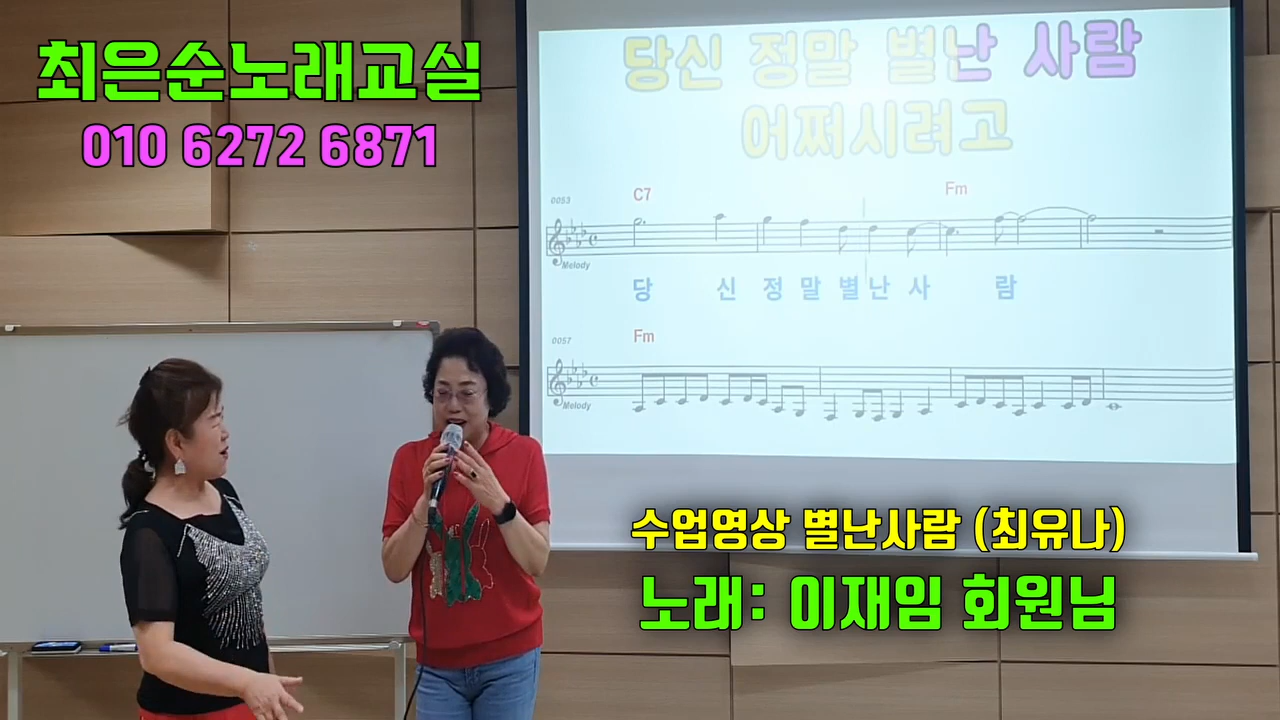 최은순노래교실
010 6272 6871
당신 정말 별난 사람
어쩌시려고
C7 Fm
0053
Melody
당 신 정 말 별 난 사 람
Fm
0057
Melody
수업영상 별난사람 (최유나)
노래: 이재임 회원님